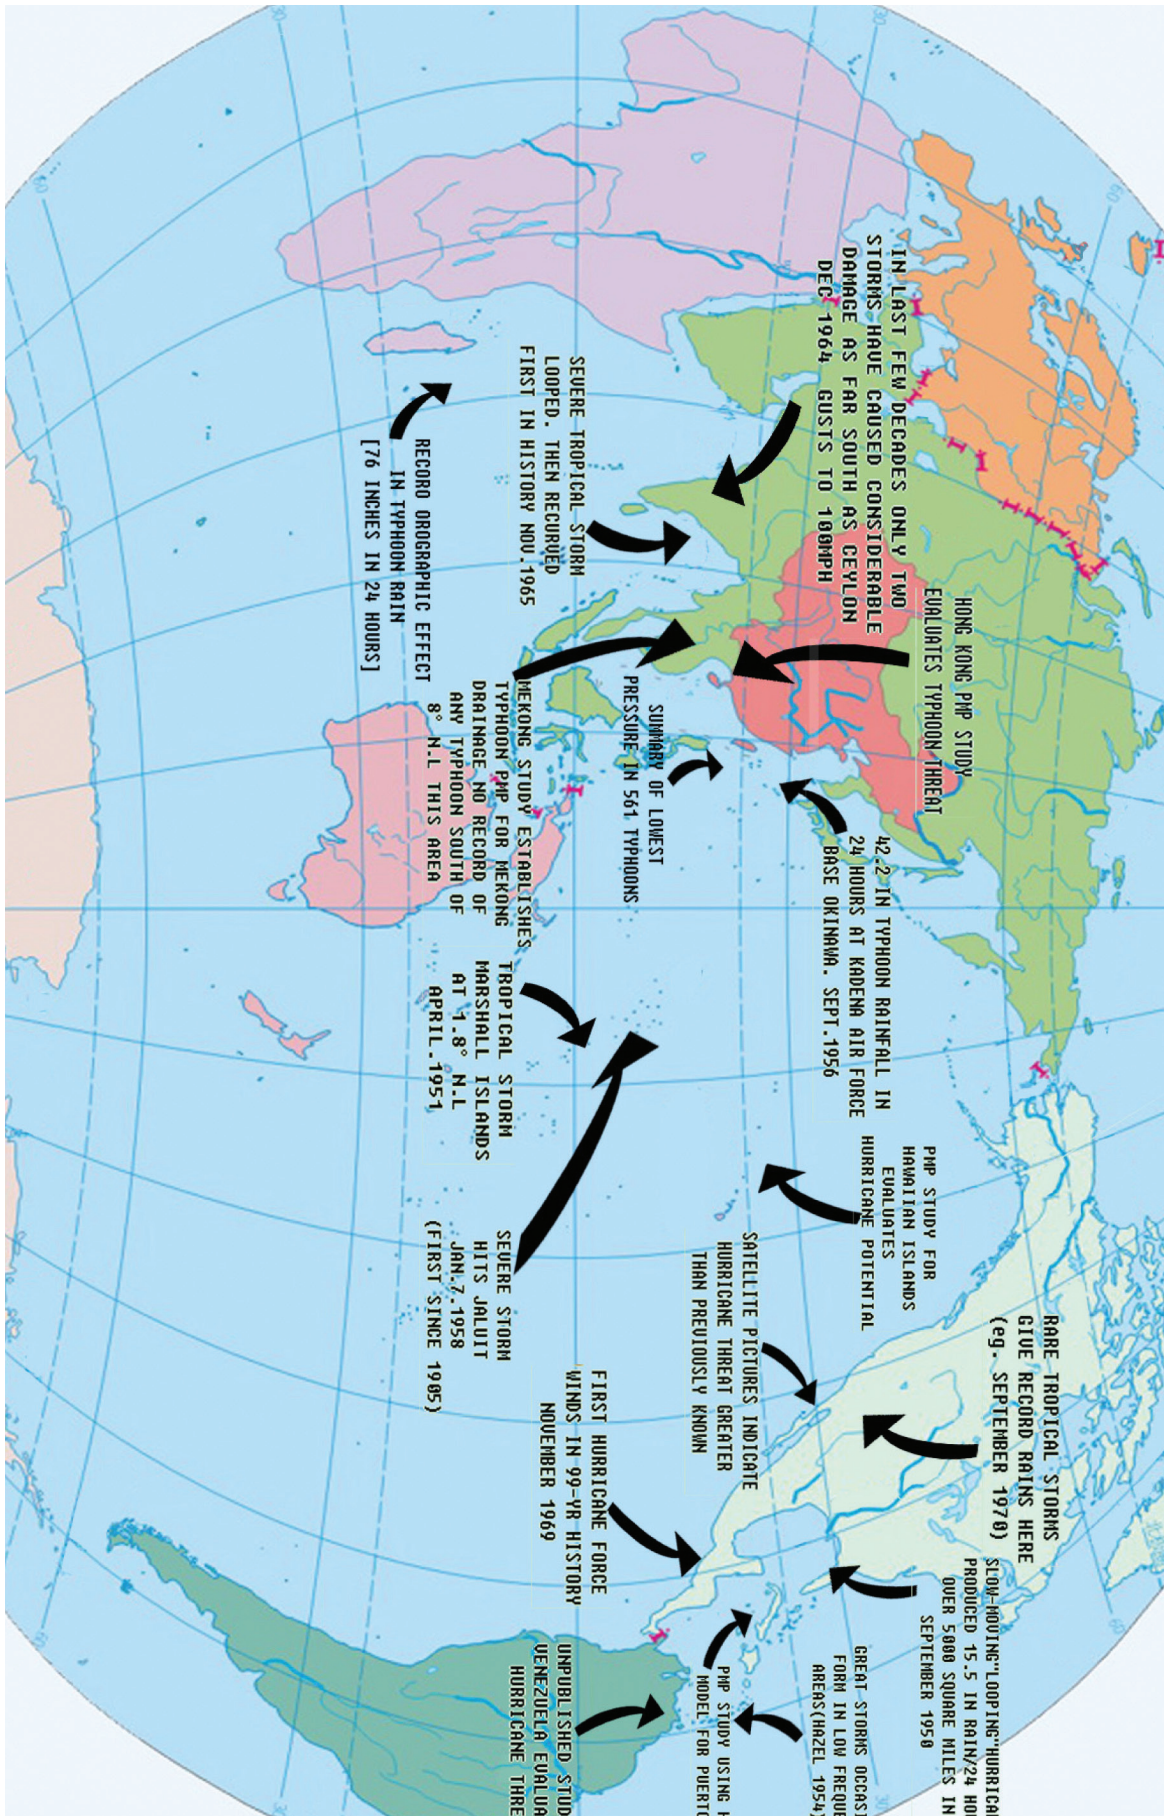 IN LAST FEW DECADES ONLY TWO
STORMS HAVE CAUSED CONSIDERABLE
DAMAGE AS FAR SOUTH AS CEYLON
DEC 1964 GUSTS TO 100MPH
SEVERE TROPICAL STORM
LOOPED. THEN RECURVED
FIRST IN HISTORY NOV.1965
RECORO OROGRAPHIC EFFECT
IN TYPHOON RAIN
[76 INCHES IN 24 HOURS]
HONG KONG PMP STUDY
EVALUATES TYPHOON THREAT
SUMMARY OF LOWEST
PRESSURE IN 561 TYPHOONS
MEKONG STUDY ESTABLISHES
TYPHOON PMP FOR MEKONG
DRAINAGE.NO RECORD OF
ANY TYPHOON SOUTH OF
8° N.L THIS AREA
42.2 IN TYPHOON RAINFALL IN
24 HOURS AT KADENA AIR FORCE
BASE OKINAWA. SEPT.1956
TROPICAL STORM
MARSHALL ISLANDS
AT 1.8° N.L
APRIL.1951
PMP STUDY FOR
HAWAIIAN ISLANDS
EVALUATES
HURRICANE POTENTIAL
SEVERE STORM
HITS JALUIT
JAN.7.1958
(FIRST SINCE 1905)
SATELLITE PICTURES INDICATE
HURRICANE THREAT GREATER
THAN PREVIOUSLY KNOWN
RARE TROPICAL STORMS
GIVE RECORD RAINS HERE
(eg. SEPTEMBER 1970)
FIRST HURRICANE FORCE
WINDS IN 99-YR HISTORY
NOVEMBER 1969
SLOW-MOVING"LOOPING"HURRICA
PRODUCED 15.5 IN RAIN/24 HO
OVER 5000 SQUARE MILES IN
SEPTEMBER 1950
GREAT STORMS OCCASI
FORM IN LOW FREQUE
AREAS(HAZEL 1954)
PMP STUDY USING H
MODEL FOR PUERTO
UNPUBLISHED STUD
VENEZUELA EVALUA
HURRICANE THRE